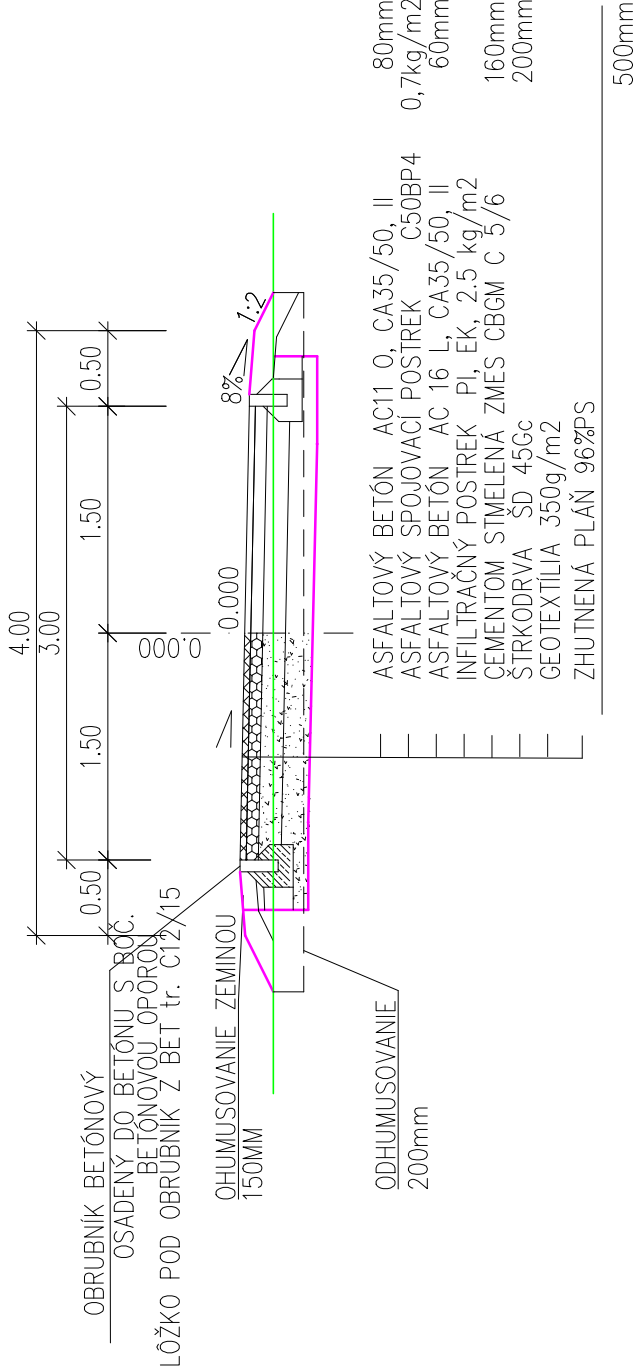 4.00
3.00
0.50
1.50
1.50
0.50
0.000
0.000
8%
1:2
OBRUBNÍK BETÓNOVÝ
OSADENÝ DO BETÓNU S BOČ.
BETÓNOVOU OPOROU
LÔŽKO POD OBRUBNIK Z BET tr. C12/15
OHUMUSOVANIE ZEMINOU
150MM
ODHUMUSOVANIE
200mm
ASFALTOVÝ BETÓN AC11 O, CA35/50, II 80mm
ASFALTOVÝ SPOJOVACÍ POSTREK C50BP4 0,7kg/m2
ASFALTOVÝ BETÓN AC 16 L, CA35/50, II 60mm
INFILTRAČNÝ POSTREK PI, EK, 2.5 kg/m2
CEMENTOM STMELENÁ ZMES CBGM C 5/6 160mm
ŠTRKODRVA ŠD 45Gc 200mm
GEOTEXTÍLIA 350g/m2
ZHUTNENÁ PLÁŇ 96%PS
500mm